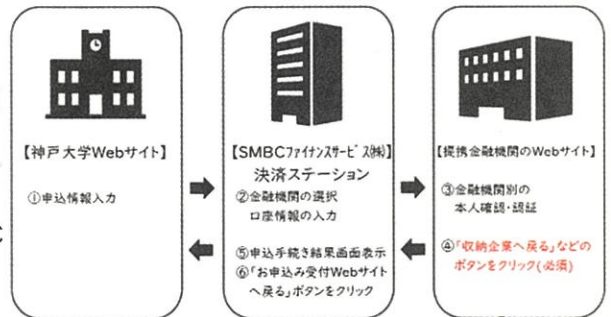 【神戸大学Webサイト】
①申込情報入力
【SMBCファイナンスサービス㈱】
決済ステーション
②金融機関の選択
口座情報の入力
⑤申込手続き結果画面表示
⑥「お申込み受付Webサイト
へ戻る」ボタンをクリック
【提携金融機関のWebサイト】
③金融機関別の
本人確認・認証
④「収納企業へ戻る」などの
ボタンをクリック(必須)